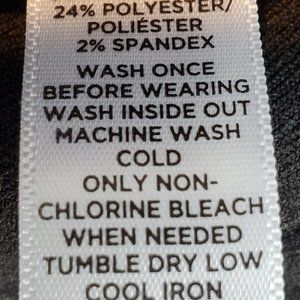 24% POLYESTER/
POLIÉSTER
2% SPANDEX
WASH ONCE
BEFORE WEARING
WASH INSIDE OUT
MACHINE WASH
COLD
ONLY NON-
CHLORINE BLEACH
WHEN NEEDED
TUMBLE DRY LOW
COOL IRON